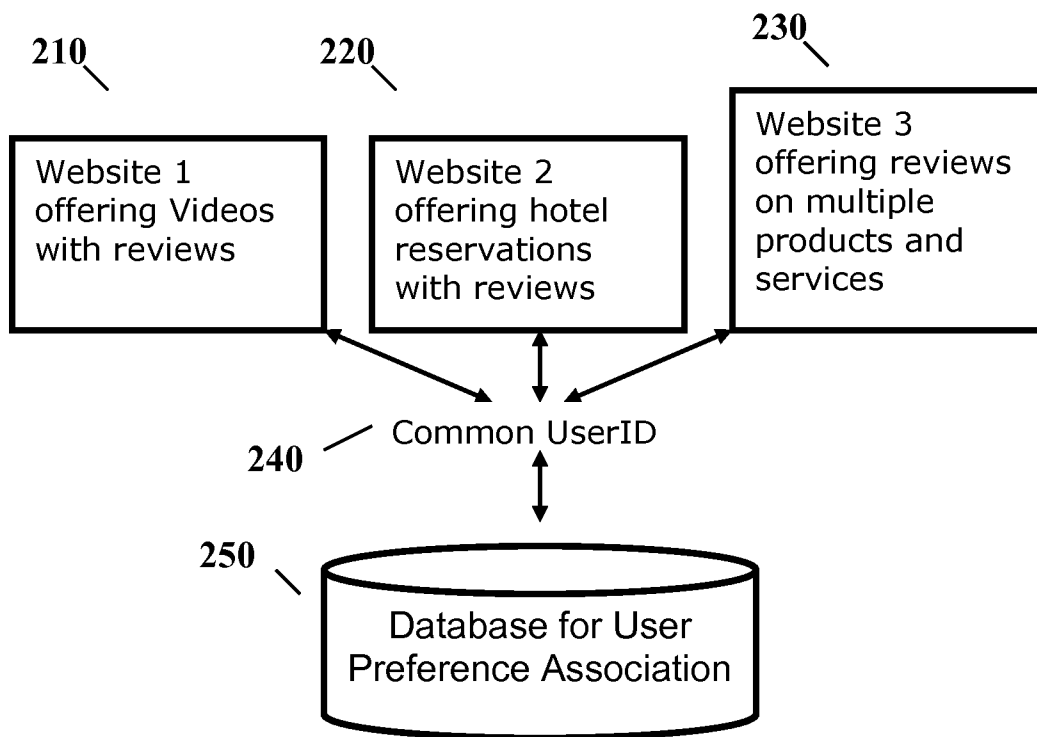 210
220
230
Website 1
offering Videos
with reviews
Website 2
offering hotel
reservations
with reviews
Website 3
offering reviews
on multiple
products and
services
240
Common UserID
250
Database for User
Preference Association